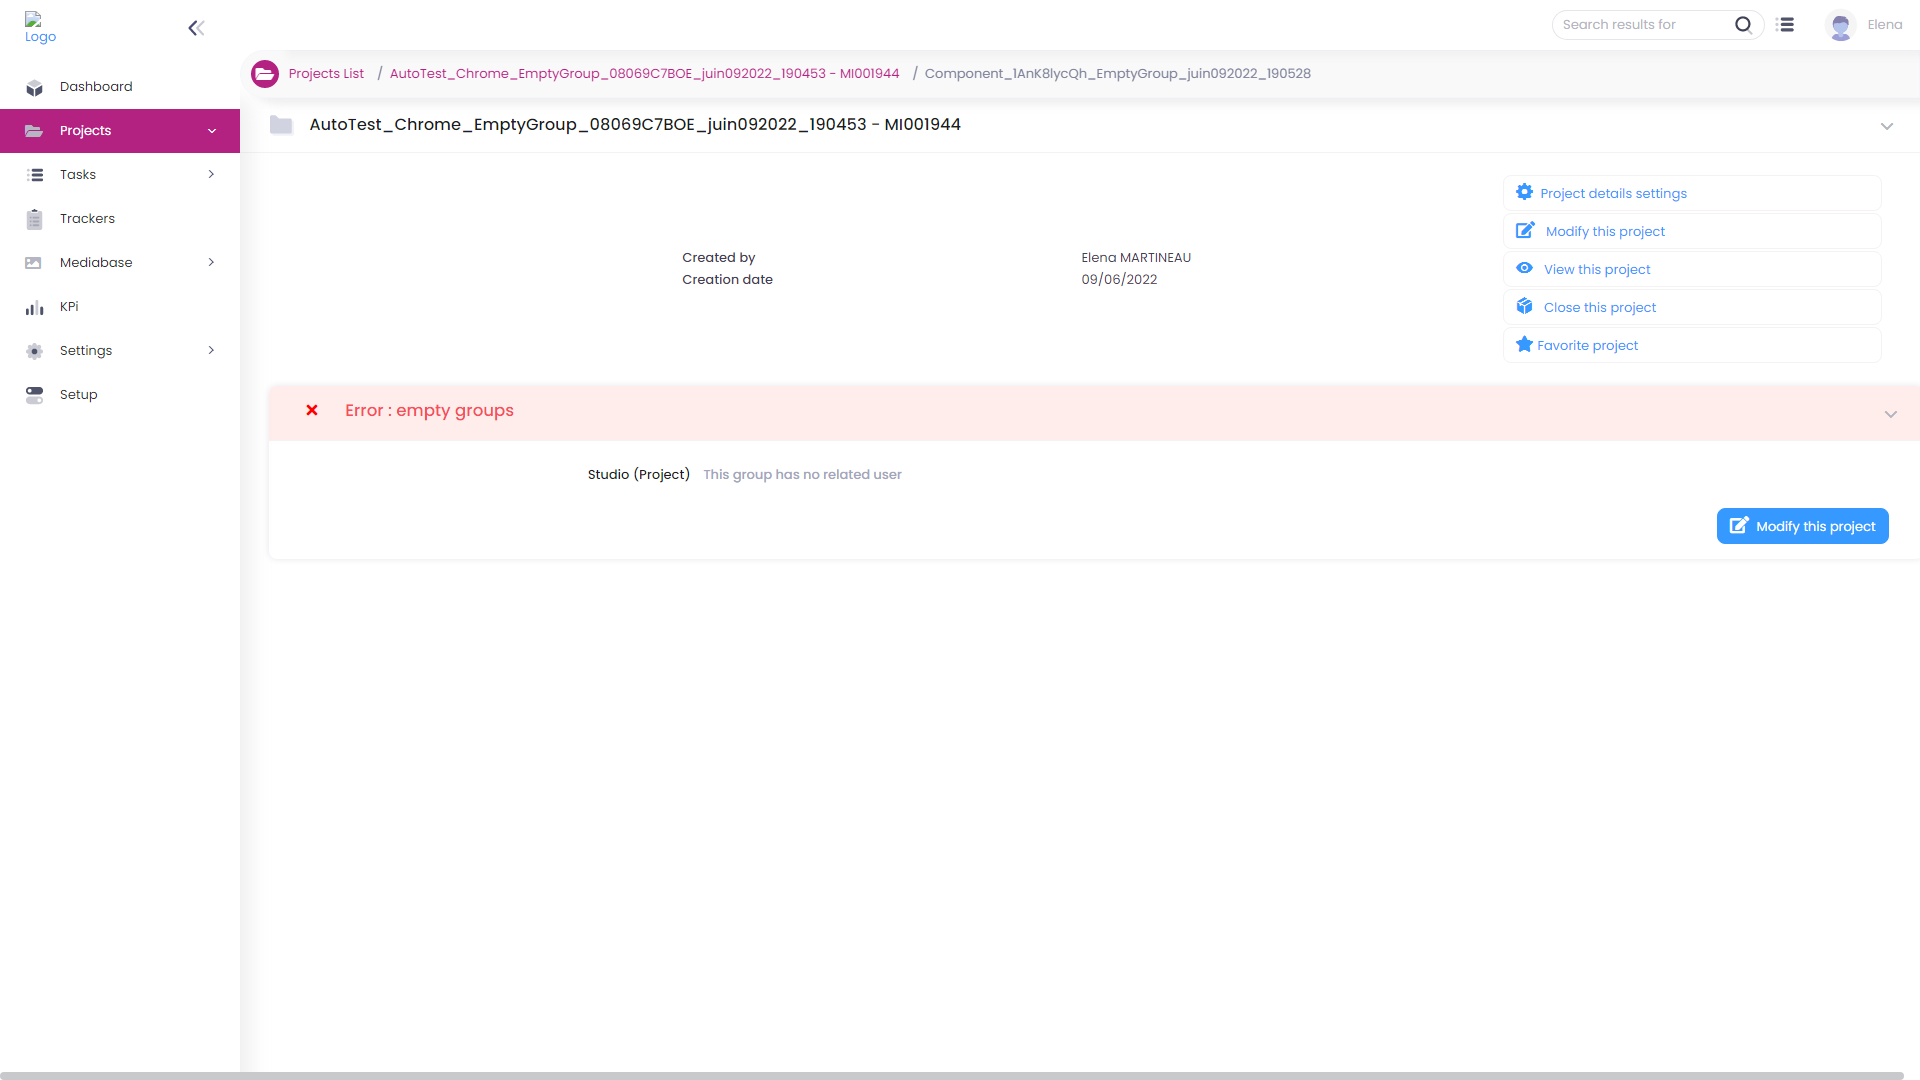 Logo
Search results for
Elena
Dashboard
Projects
Tasks
Trackers
Mediabase
KPi
Settings
Setup
Projects List / AutoTest_Chrome_EmptyGroup_08069C7BOE_juin092022_190453 - MI001944 / Component_1AnK8lycQh_EmptyGroup_juin092022_190528
AutoTest_Chrome_EmptyGroup_08069C7BOE_juin092022_190453 - MI001944
Created by Elena MARTINEAU
Creation date 09/06/2022
Project details settings
Modify this project
View this project
Close this project
Favorite project
Error : empty groups
Studio (Project) This group has no related user
Modify this project